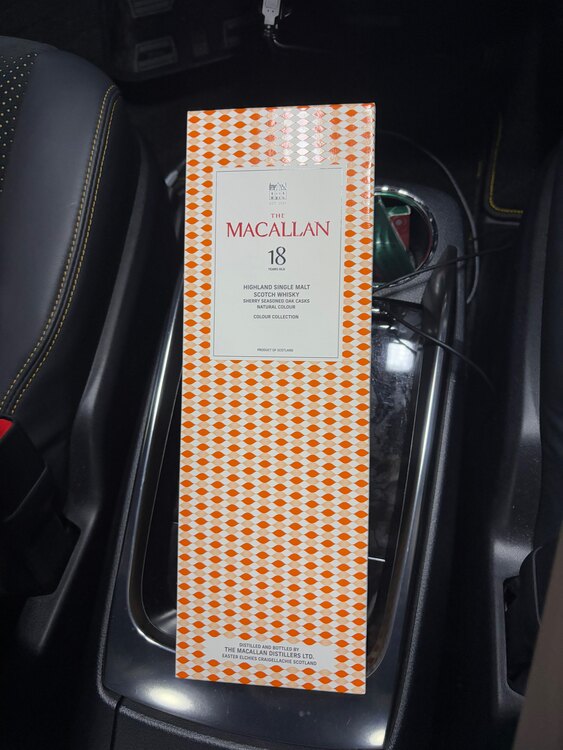 THE
MACALLAN
18
YEARS OLD
HIGHLAND SINGLE MALT
SCOTCH WHISKY
SHERRY SEASONED OAK CASKS
NATURAL COLOUR
COLOUR COLLECTION
PRODUCT OF SCOTLAND
DISTILLED AND BOTTLED BY
THE MACALLAN DISTILLERS LTD.
EASTER ELCHIES CRAIGELLACHIE SCOTLAND